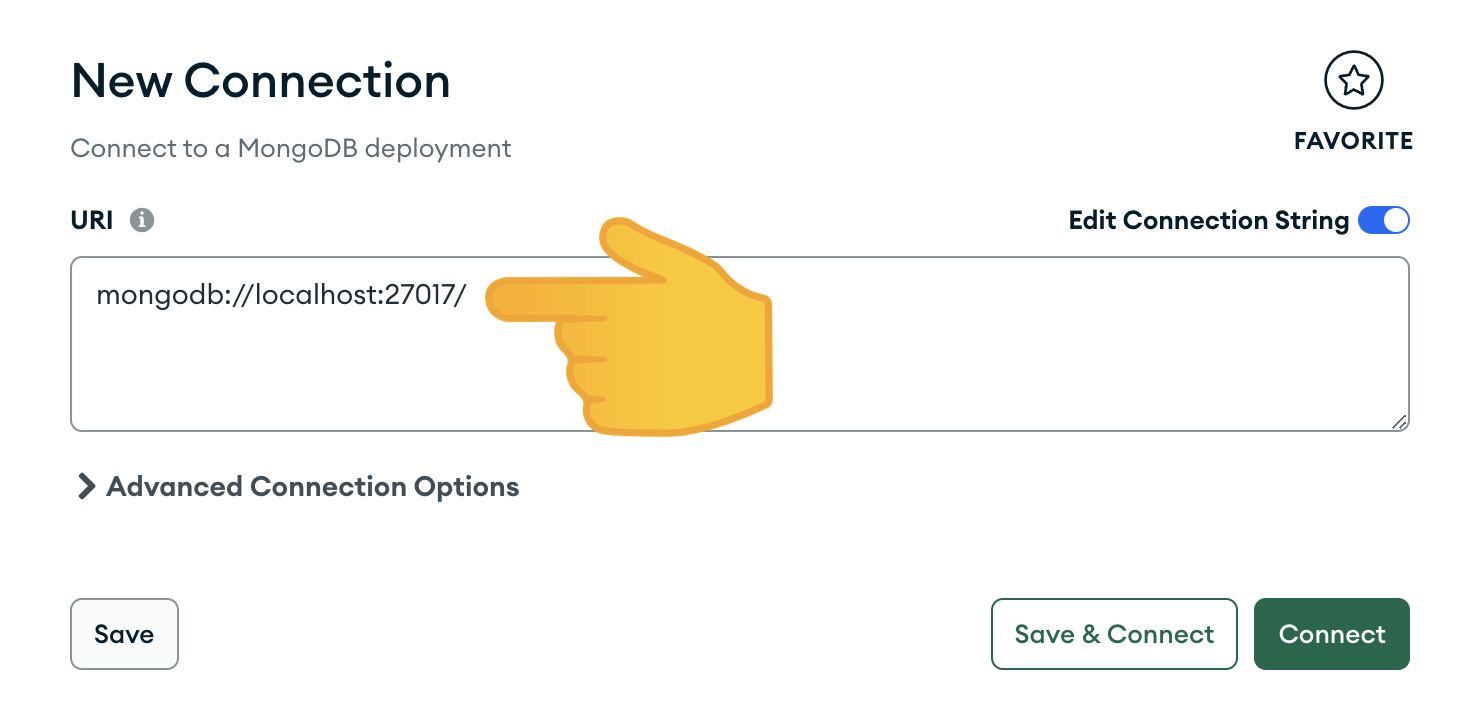 New Connection
FAVORITE
Connect to a MongoDB deployment
URI
Edit Connection String
mongodb://localhost:27017/
Advanced Connection Options
Save
Save & Connect
Connect